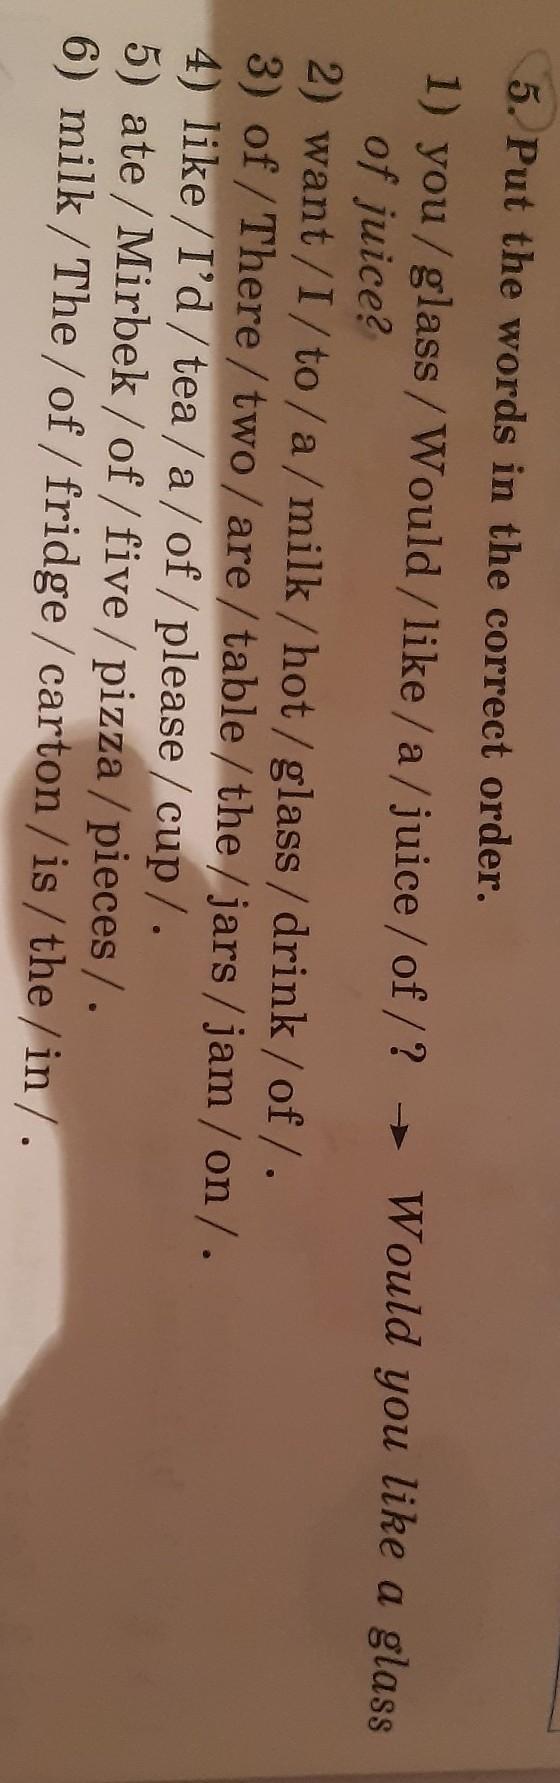 5. Put the words in the correct order.
1) you / glass / Would / like / a / juice / of / ? → Would you like a glass
of juice?
2) want / I / to / a / milk / hot / glass / drink / of / .
3) of / There / two / are / table / the / jars / jam / on / .
4) like / I'd / tea / a / of / please / cup / .
5) ate / Mirbek / of / five / pizza / pieces / .
6) milk / The / of / fridge / carton / is / the / in / .